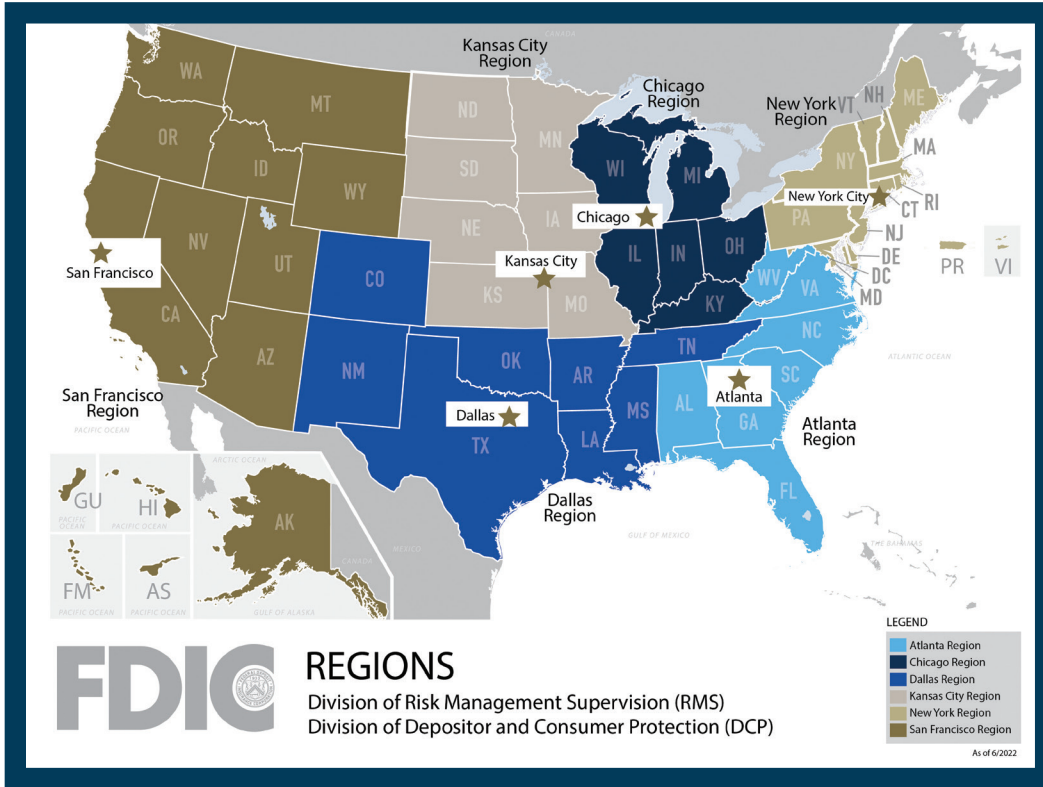 CANADA
Kansas City
Region
Chicago
Region
New York
Region
VT
NH
ME
WA
MT
ND
MN
OR
ID
SD
WI
MI
NY
MA
WY
IA
Chicago
New York City
CT
RI
NE
PA
NJ
NV
UT
Kansas City
IL
IN
OH
DE
San Francisco
CO
KS
MO
WV
VA
DC
MD
PR
VI
CA
KY
AZ
NM
OK
AR
TN
NC
ATLANTIC OCEAN
San Francisco
Region
PACIFIC OCEAN
Dallas
TX
LA
MS
AL
Atlanta
GA
SC
Atlanta
Region
ARCTIC OCEAN
Dallas
Region
FL
GULF OF MEXICO
THE BAHAMAS
GU
PACIFIC
OCEAN
HI
PACIFIC OCEAN
AK
CANADA
MEXICO
FM
PACIFIC OCEAN
AS
PACIFIC OCEAN
GULF OF ALASKA
FDIC
REGIONS
Division of Risk Management Supervision (RMS)
Division of Depositor and Consumer Protection (DCP)
LEGEND
Atlanta Region
Chicago Region
Dallas Region
Kansas City Region
New York Region
San Francisco Region
As of 6/2022